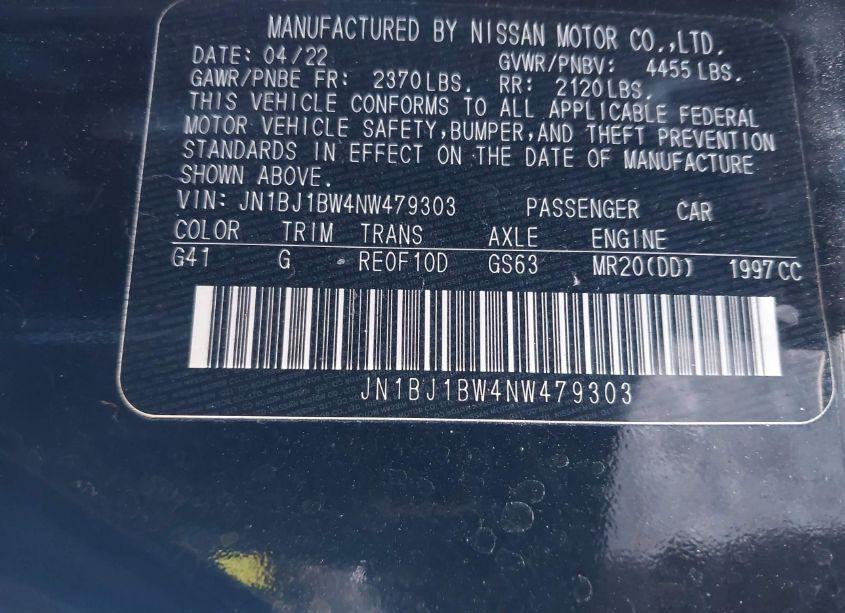 MANUFACTURED BY NISSAN MOTOR CO.,LTD.
DATE: 04/22 GVWR/PNBV: 4455 LBS.
GAWR/PNBE FR: 2370LBS. RR: 2120LBS.
THIS VEHICLE CONFORMS TO ALL APPLICABLE FEDERAL
MOTOR VEHICLE SAFETY,BUMPER,AND THEFT PREVENTION
STANDARDS IN EFFECT ON THE DATE OF MANUFACTURE
SHOWN ABOVE.
VIN: JN1BJ1BW4NW479303 PASSENGER CAR
COLOR TRIM TRANS AXLE ENGINE
G41 G RE0F10D GS63 MR20(DD) 1997CC
JN1BJ1BW4NW479303